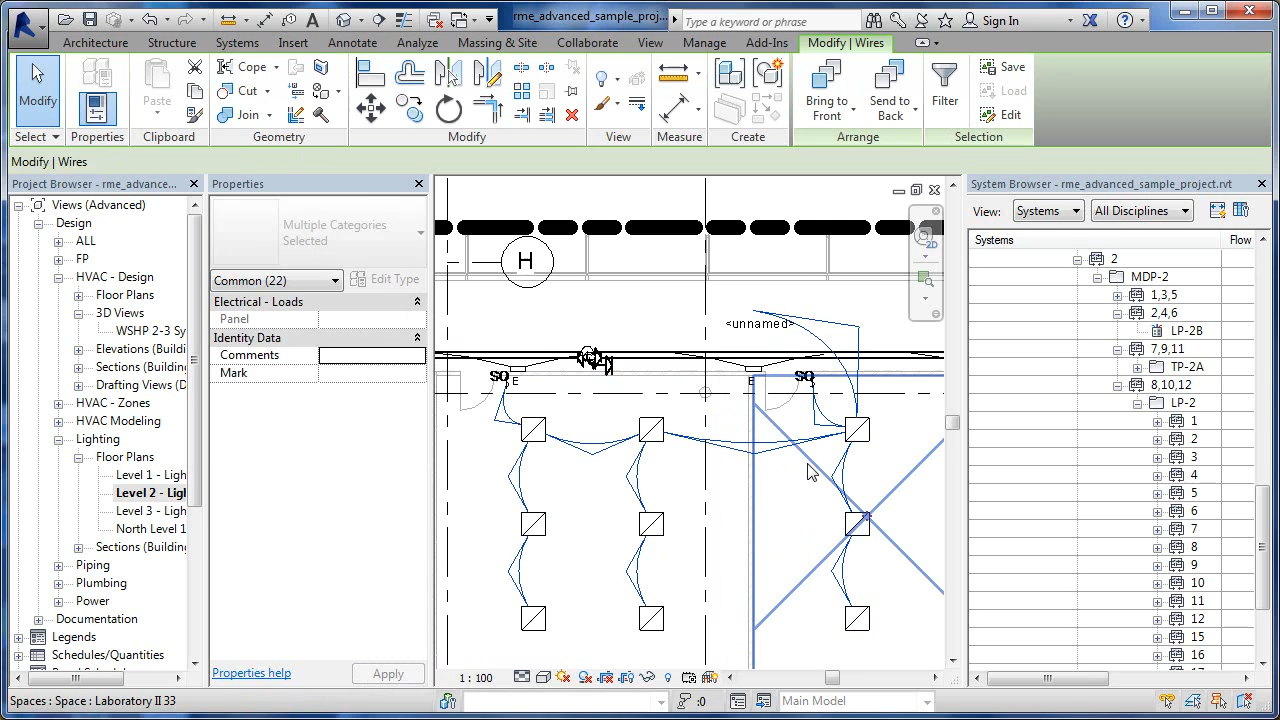 rme_advanced_sample_proj...
Type a keyword or phrase
Sign In
Architecture
Structure
Systems
Insert
Annotate
Analyze
Massing & Site
Collaborate
View
Manage
Add-Ins
Modify | Wires
Modify
Select
Properties
Paste
Clipboard
Cope
Cut
Join
Geometry
Modify
View
Measure
Create
Bring to
Front
Send to
Back
Arrange
Filter
Save
Load
Edit
Selection
Modify | Wires
Project Browser - rme_advance...
Views (Advanced)
Design
ALL
FP
HVAC - Design
Floor Plans
3D Views
WSHP 2-3 Sy
Elevations (Building
Sections (Building
Drafting Views (D
HVAC - Zones
HVAC Modeling
Lighting
Floor Plans
Level 1 - Ligh
Level 2 - Ligh
Level 3 - Ligh
North Level 1
Sections (Building
Piping
Plumbing
Power
Documentation
Legends
Schedules/Quantities
Properties
Multiple Categories
Selected
Common (22)
Edit Type
Electrical - Loads
Panel
Identity Data
Comments
Mark
Properties help
Apply
H
2D
<unnamed>
E
E
1 : 100
System Browser - rme_advanced_sample_project.rvt
View:
Systems
All Disciplines
Systems
Flow
2
MDP-2
1,3,5
2,4,6
LP-2B
7,9,11
TP-2A
8,10,12
LP-2
1
2
3
4
5
6
7
8
9
10
11
12
15
16
Spaces : Space : Laboratory II 33
:0
Main Model